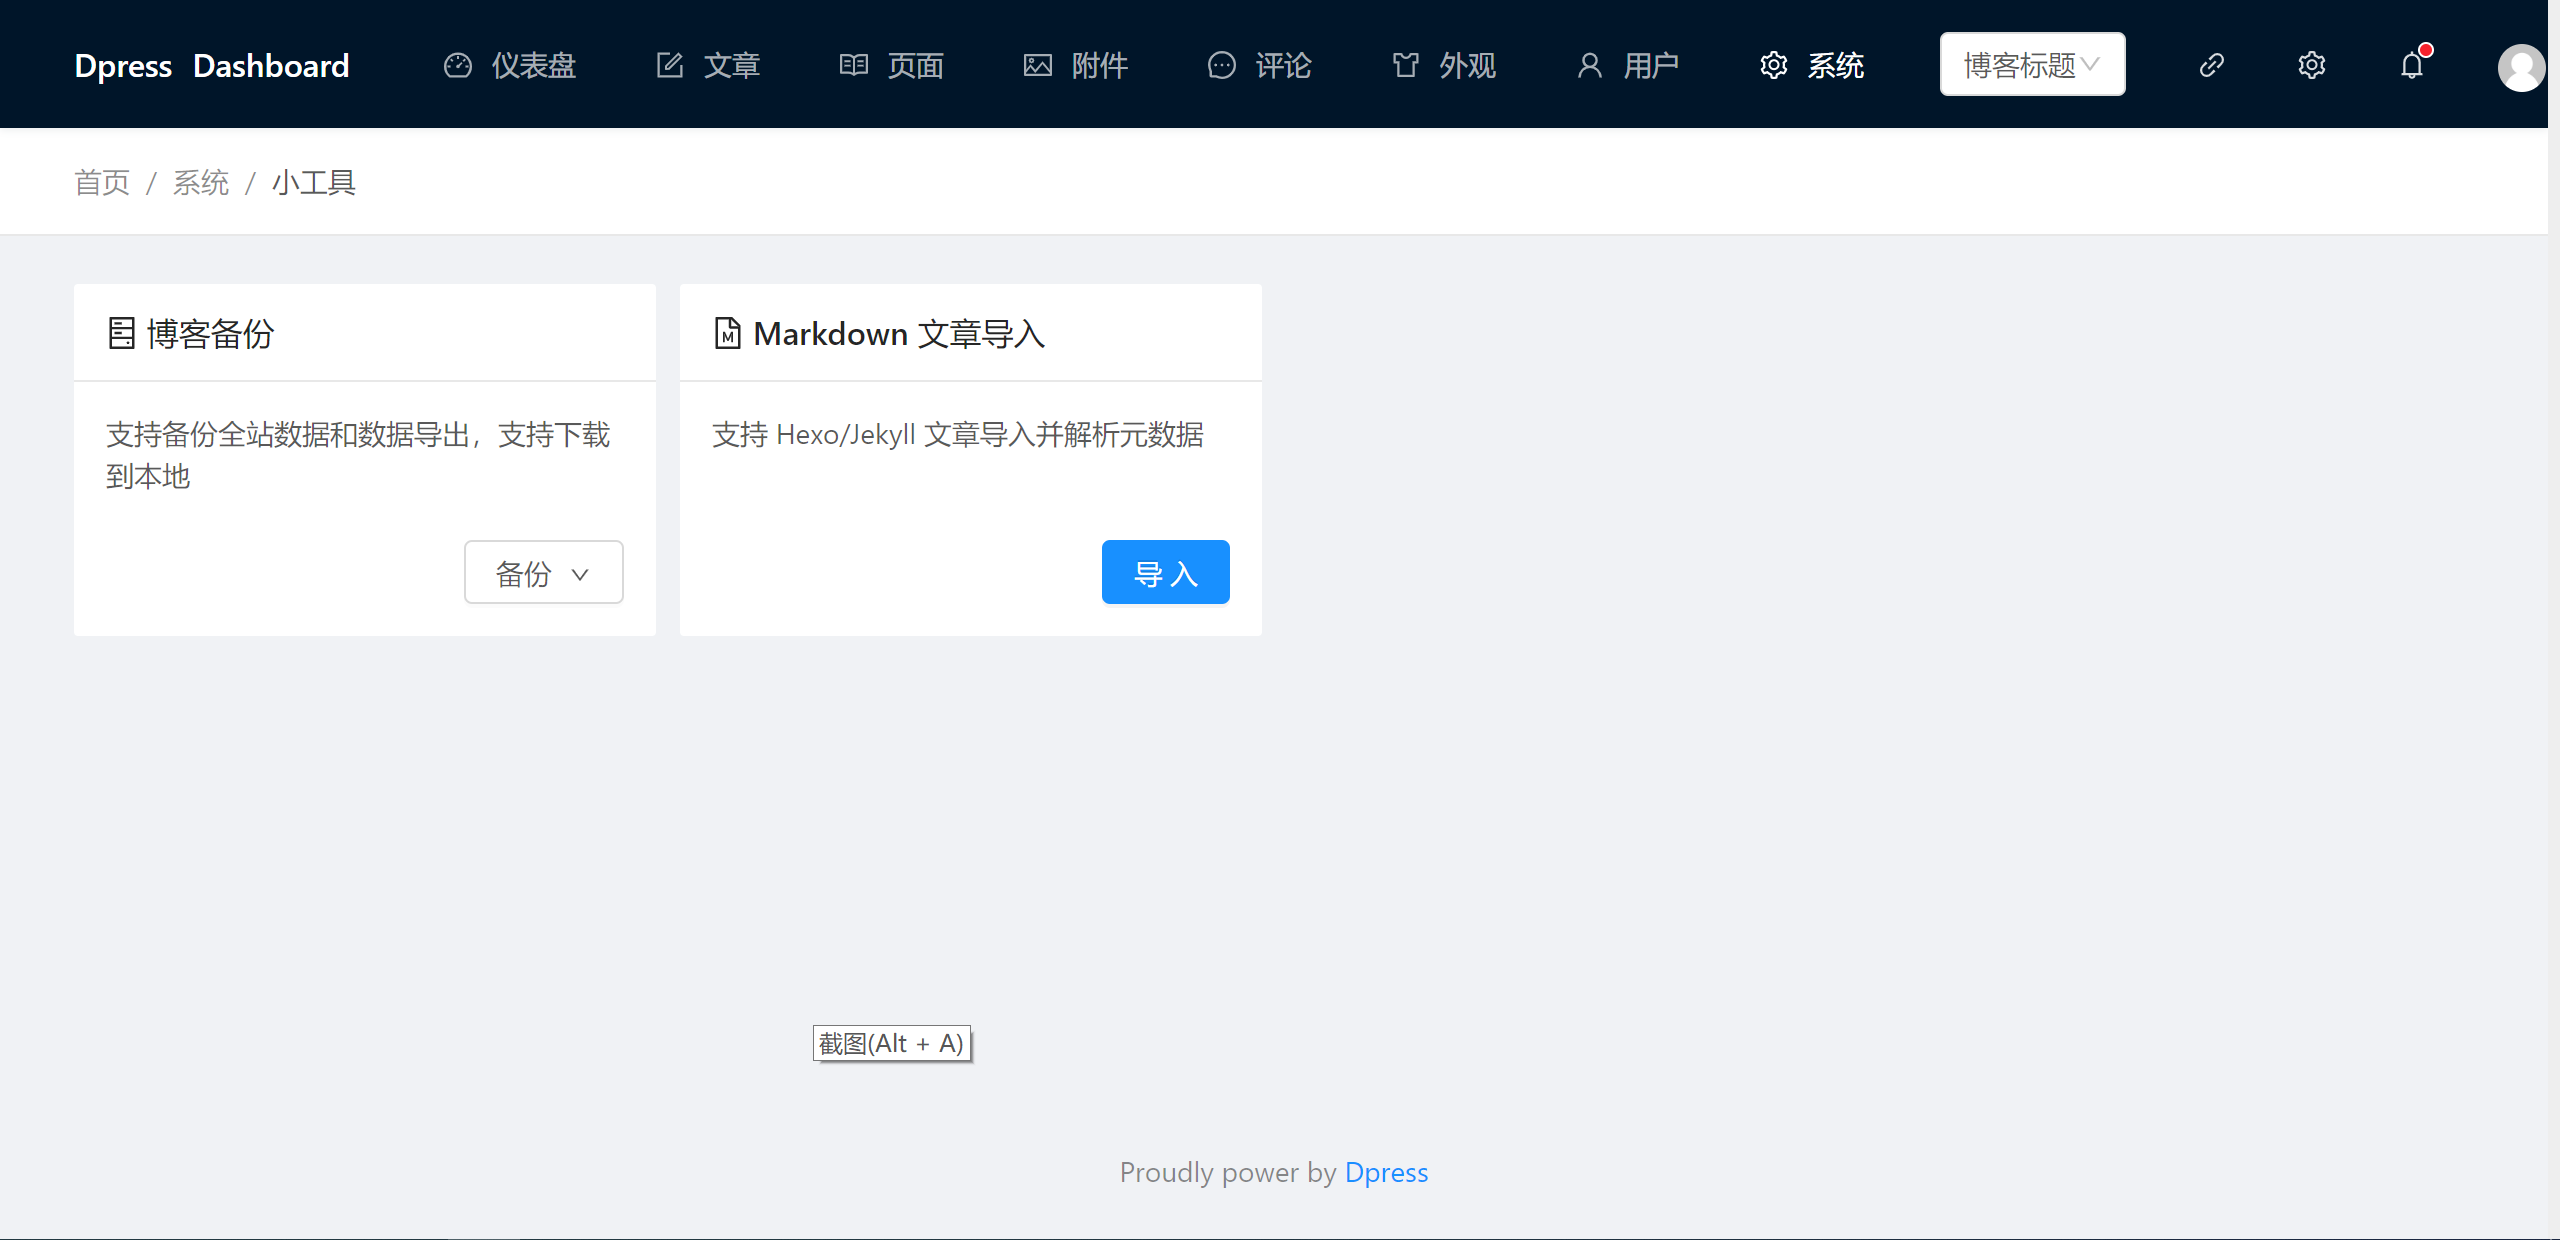 Dpress Dashboard 仪表盘 文章 页面 附件 评论 外观 用户 系统 博客标题
首页 / 系统 / 小工具
博客备份
支持备份全站数据和数据导出，支持下载
到本地
备份
Markdown 文章导入
支持 Hexo/Jekyll 文章导入并解析元数据
导入
截图(Alt + A)
Proudly power by Dpress